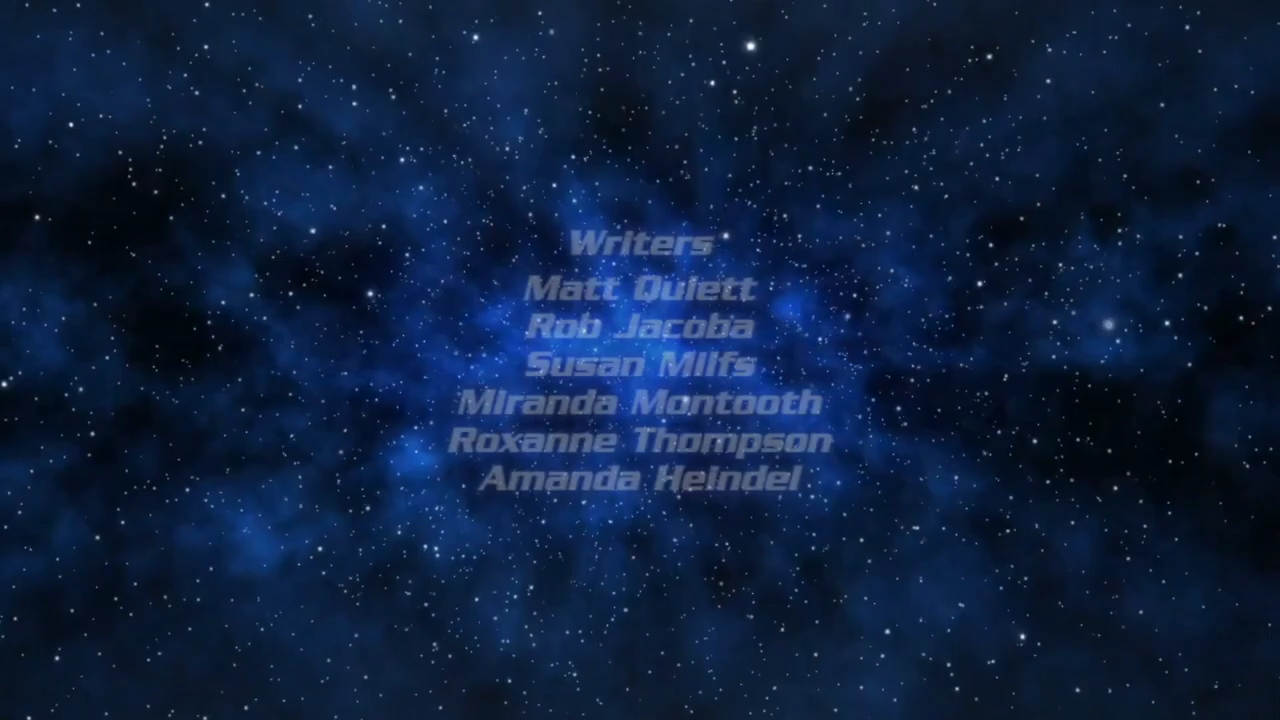 Writers
Matt Quiett
Rob Jacoba
Susan Milfs
Miranda Montooth
Roxanne Thompson
Amanda Heindel